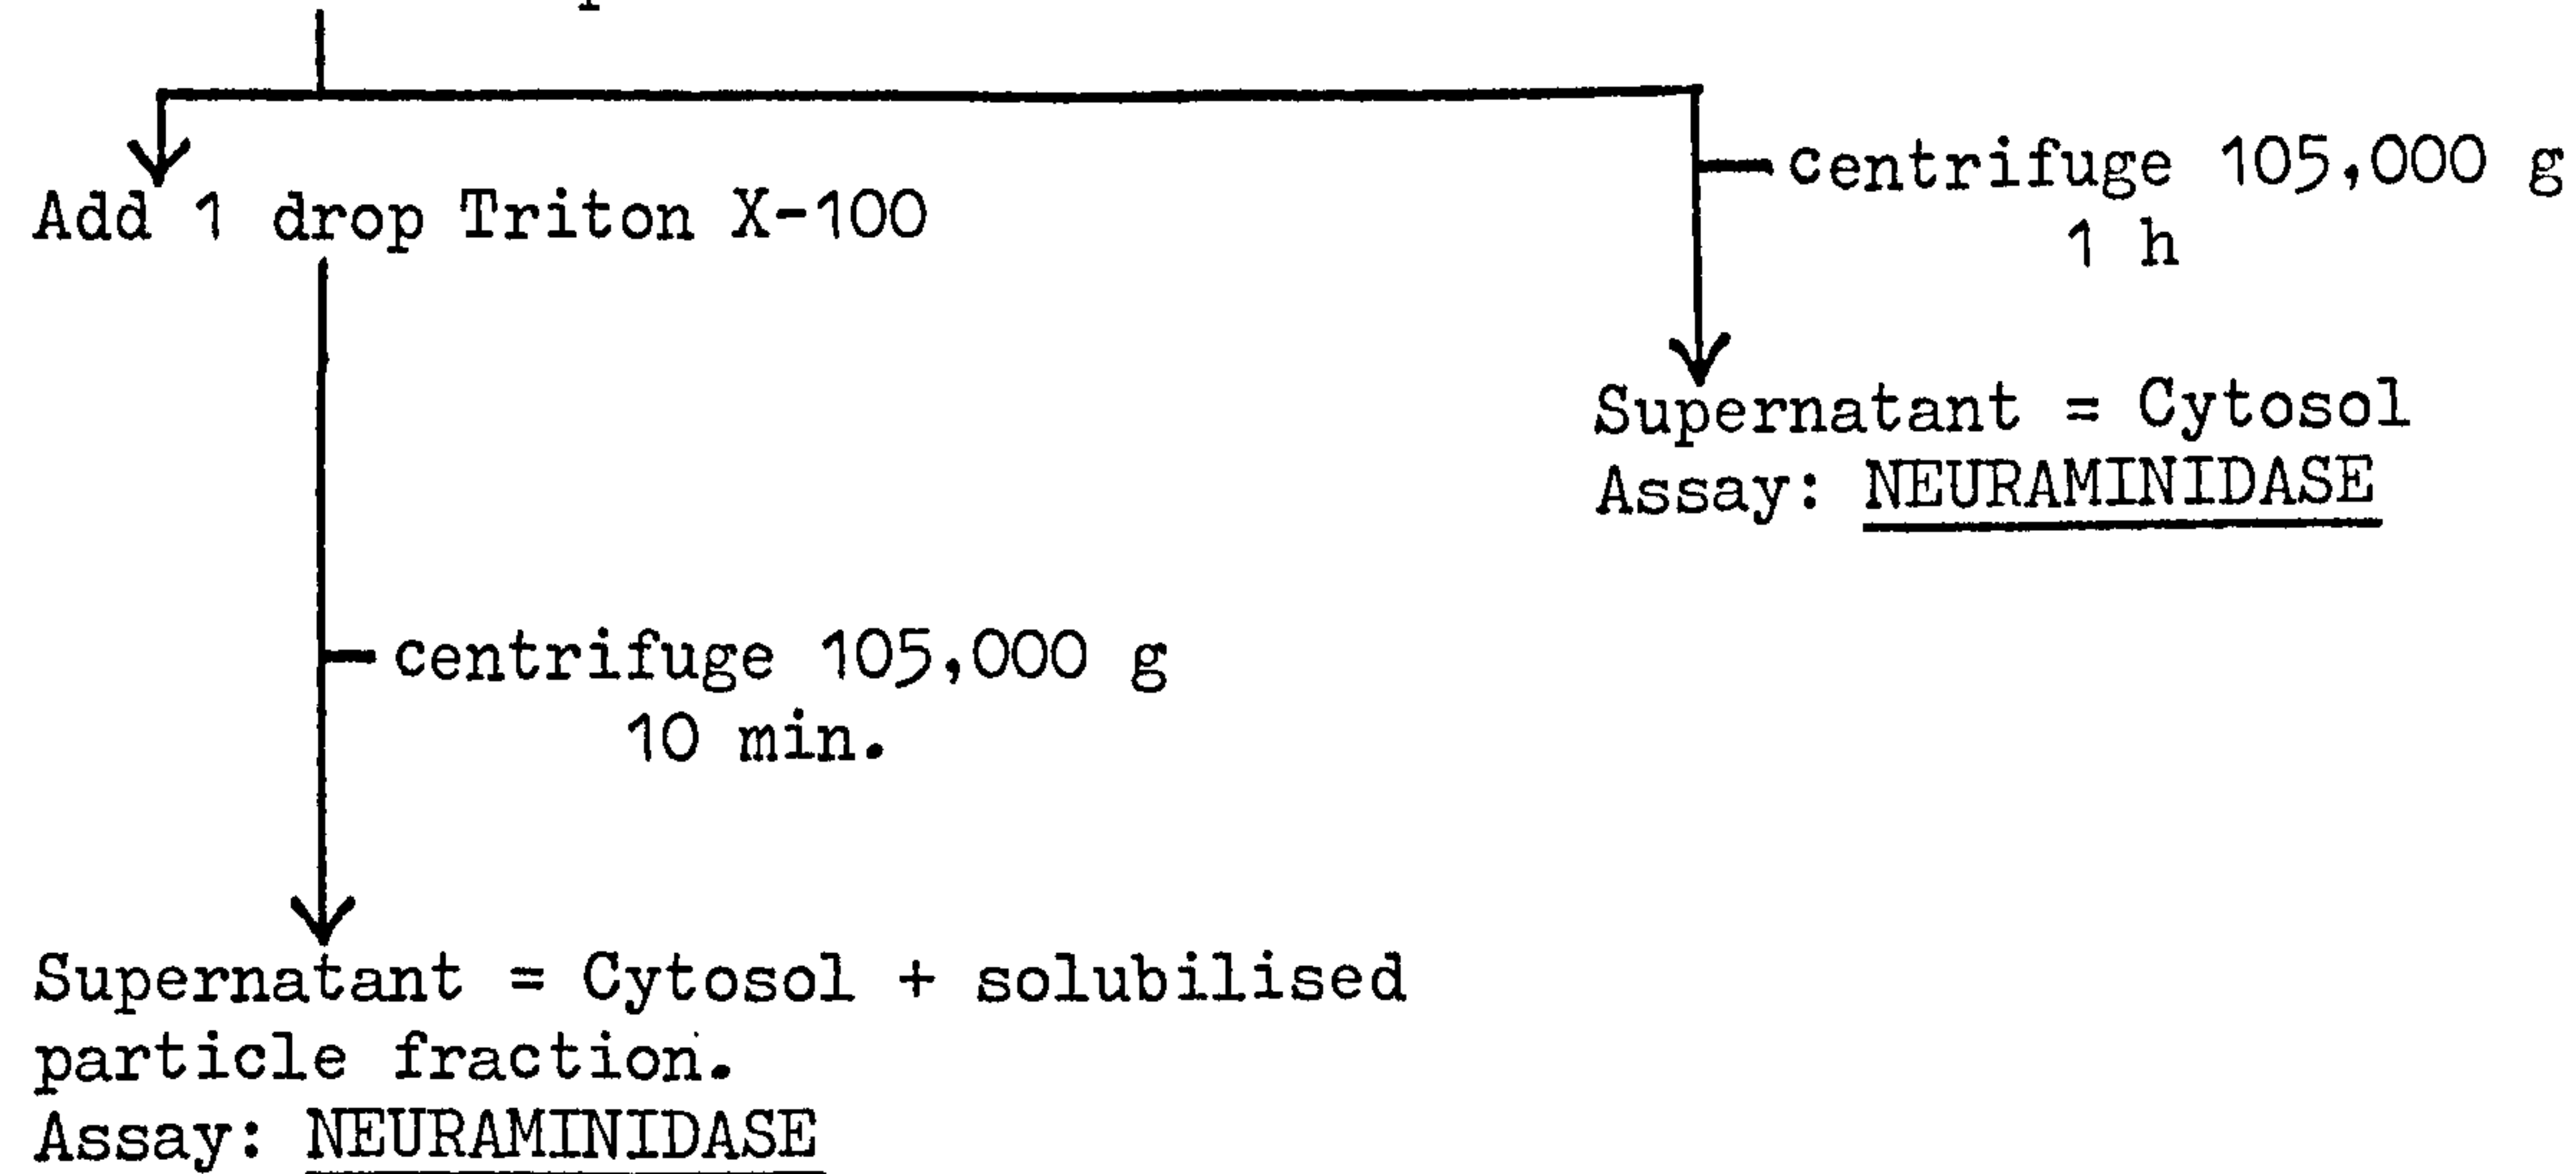 Add 1 drop Triton X-100
centrifuge 105,000 g
1 h
Supernatant = Cytosol
Assay: NEURAMINIDASE
centrifuge 105,000 g
10 min.
Supernatant = Cytosol + solubilised
particle fraction.
Assay: NEURAMINIDASE